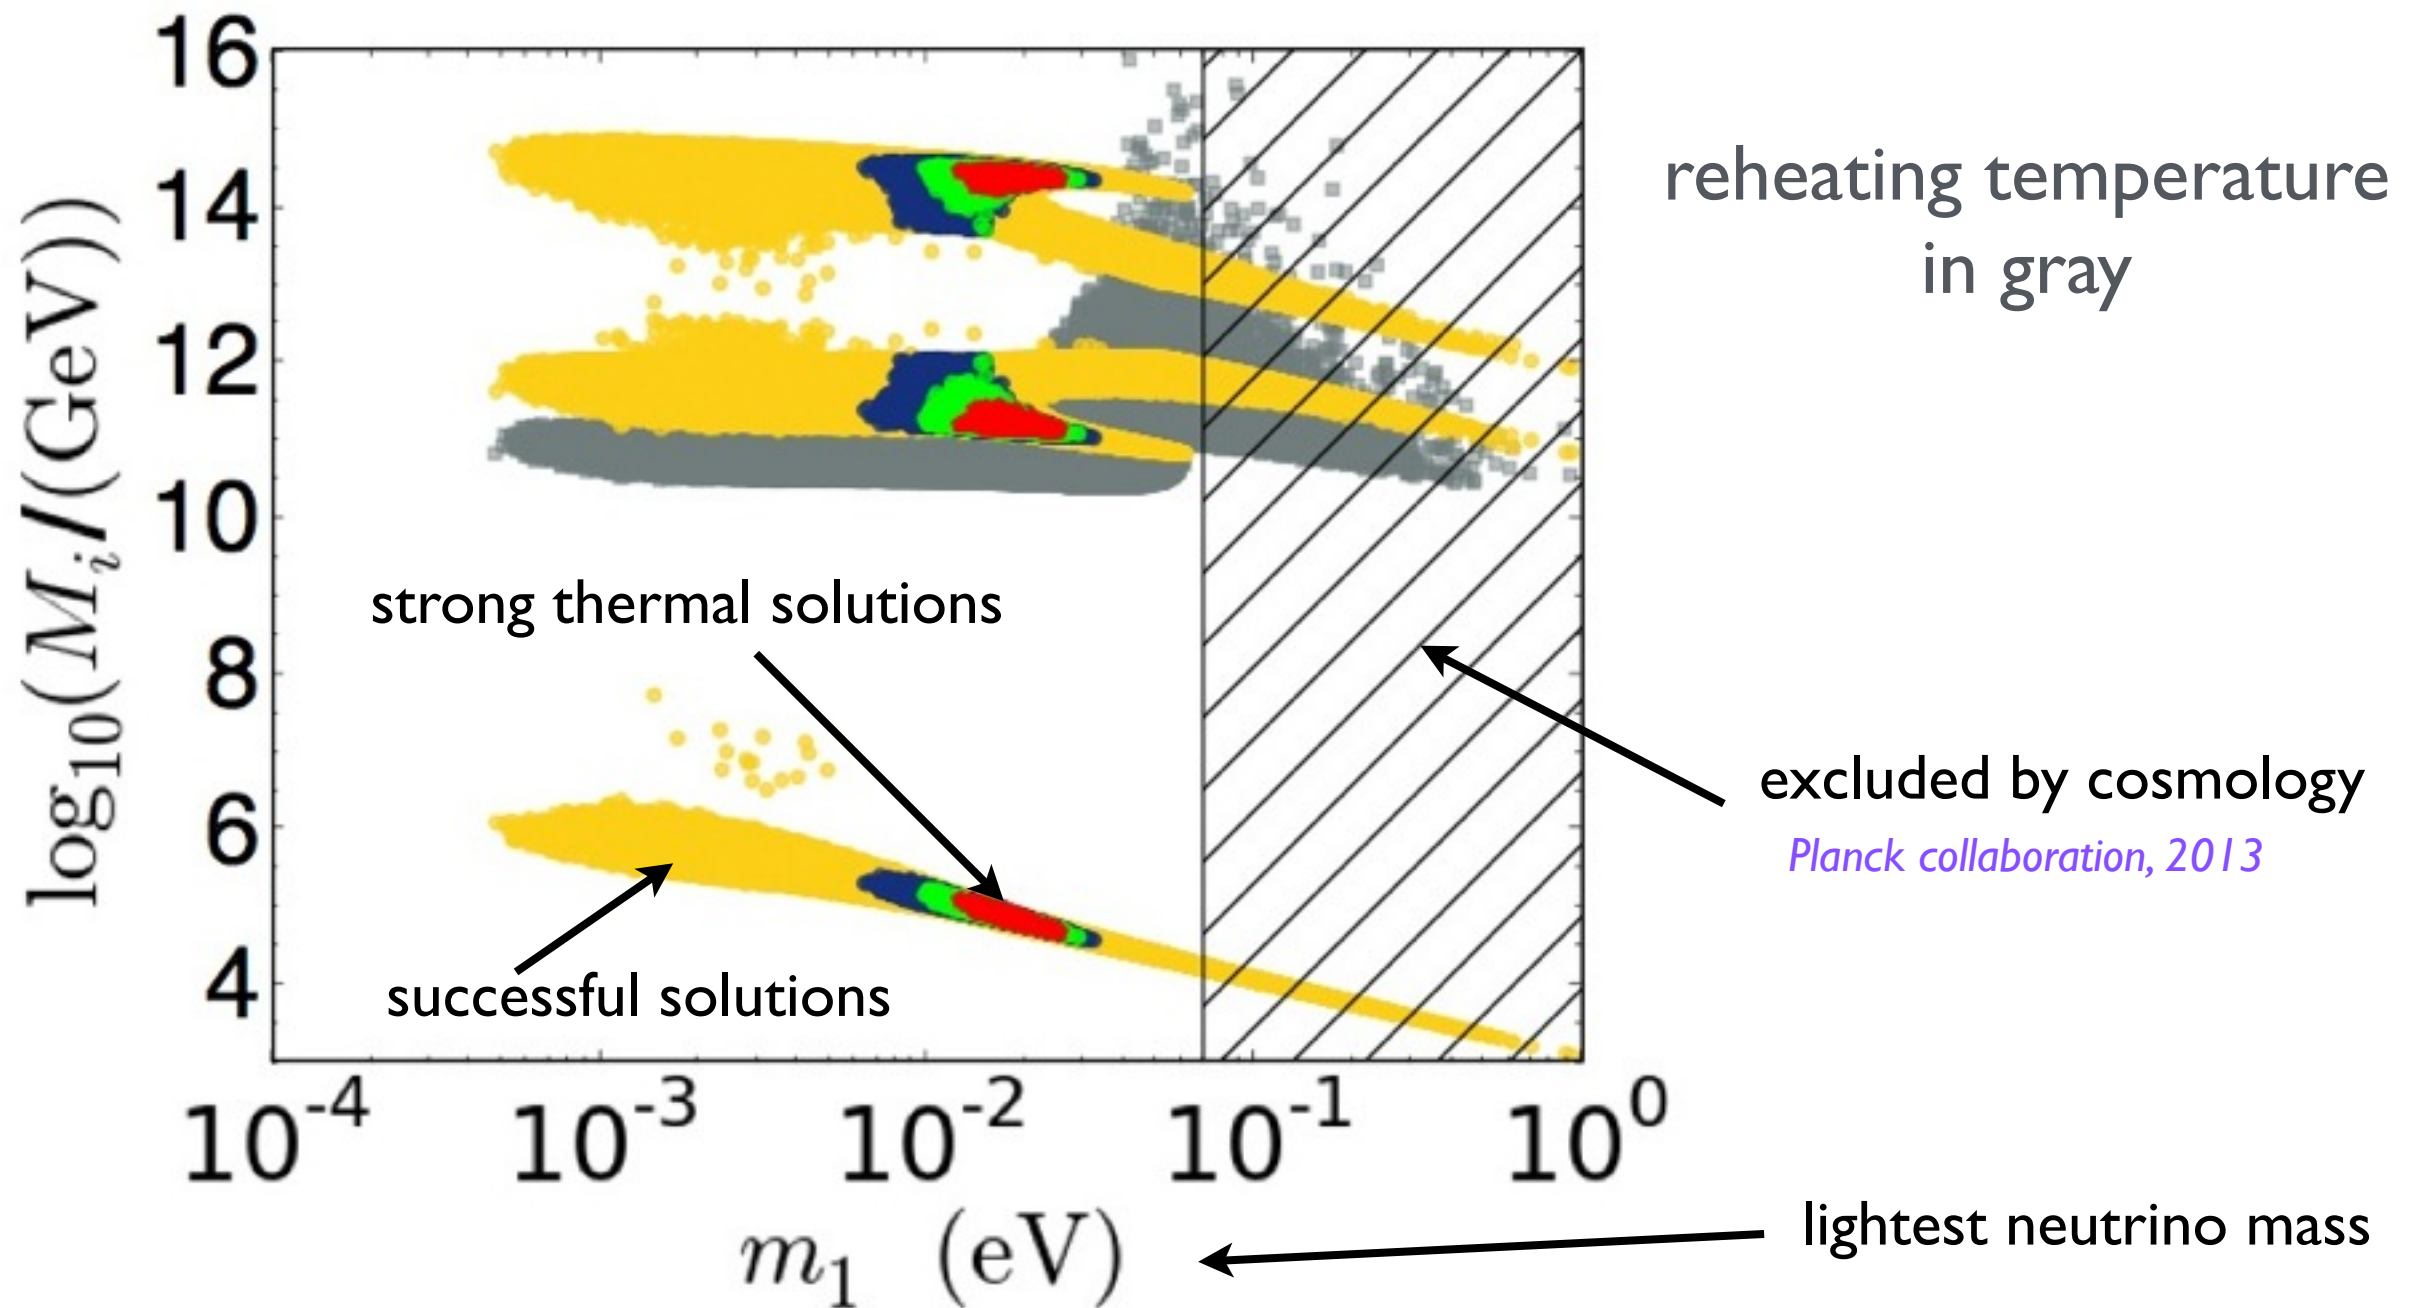 16
14
12
10
8
6
4
log₁₀(Mᵢ/(GeV))
reheating temperature
in gray
strong thermal solutions
excluded by cosmology
Planck collaboration, 2013
successful solutions
10⁻⁴ 10⁻³ 10⁻² 10⁻¹ 10⁰
m₁ (eV)
lightest neutrino mass